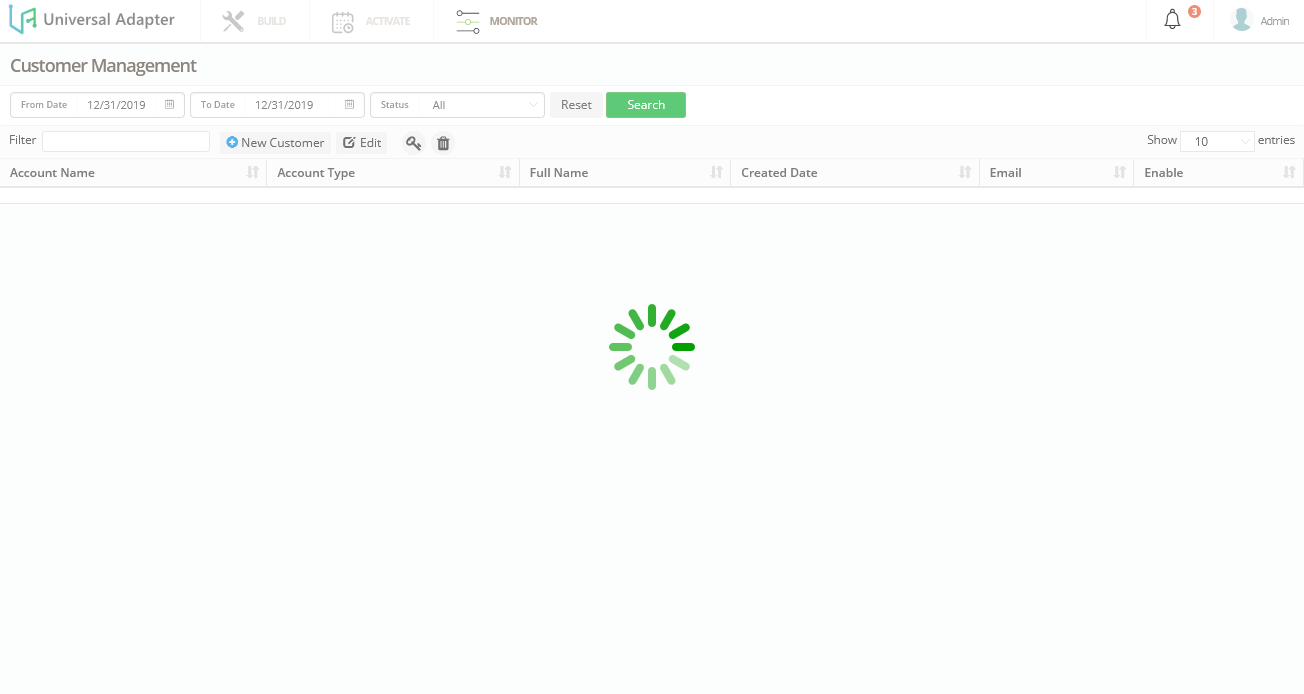 Universal Adapter BUILD ACTIVATE MONITOR 3 Admin
Customer Management
From Date 12/31/2019 To Date 12/31/2019 Status All Reset Search
Filter New Customer Edit Show 10 entries
Account Name Account Type Full Name Created Date Email Enable